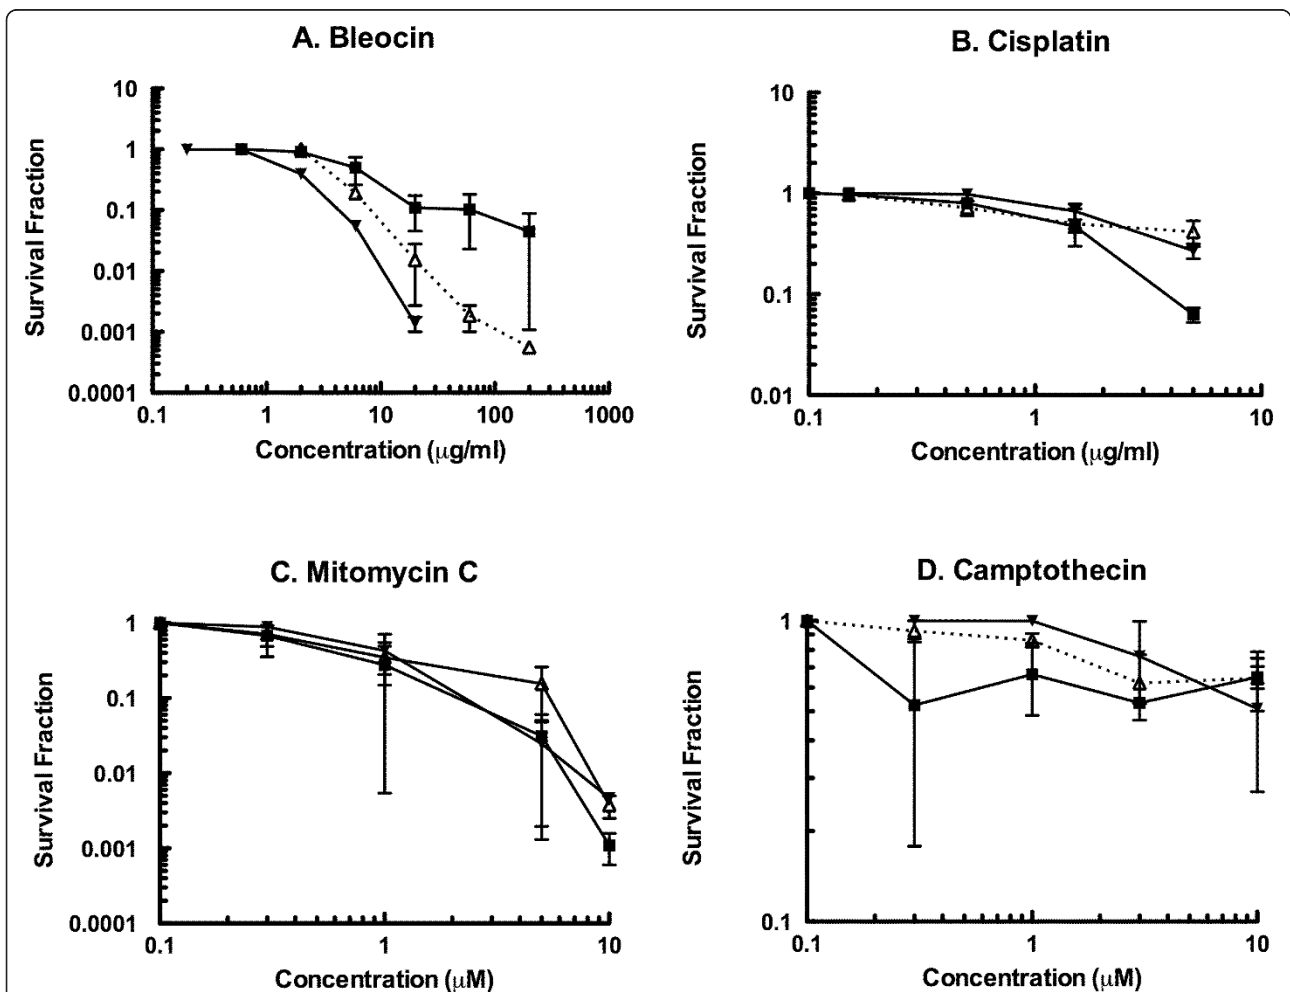 A. Bleocin
10
1
0.1
0.01
0.001
0.0001
Survival Fraction
0.1
1
10
100
1000
Concentration (μg/ml)
B. Cisplatin
10
1
0.1
0.01
Survival Fraction
0.1
1
10
Concentration (μg/ml)
C. Mitomycin C
1
0.1
0.01
0.001
0.0001
Survival Fraction
0.1
1
10
Concentration (μM)
D. Camptothecin
1
0.1
Survival Fraction
0.1
1
10
Concentration (μM)